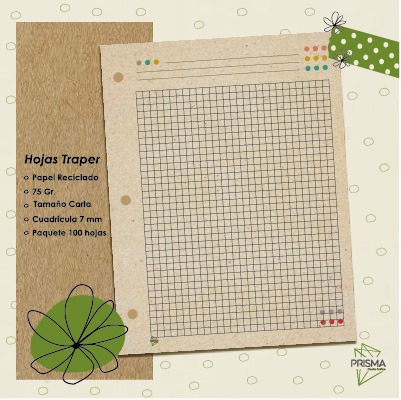 Hojas Traper
Papel Reciclado
75 Gr.
Tamaño Carta
Cuadrícula 7 mm
Paquete 100 hojas
PRISMA